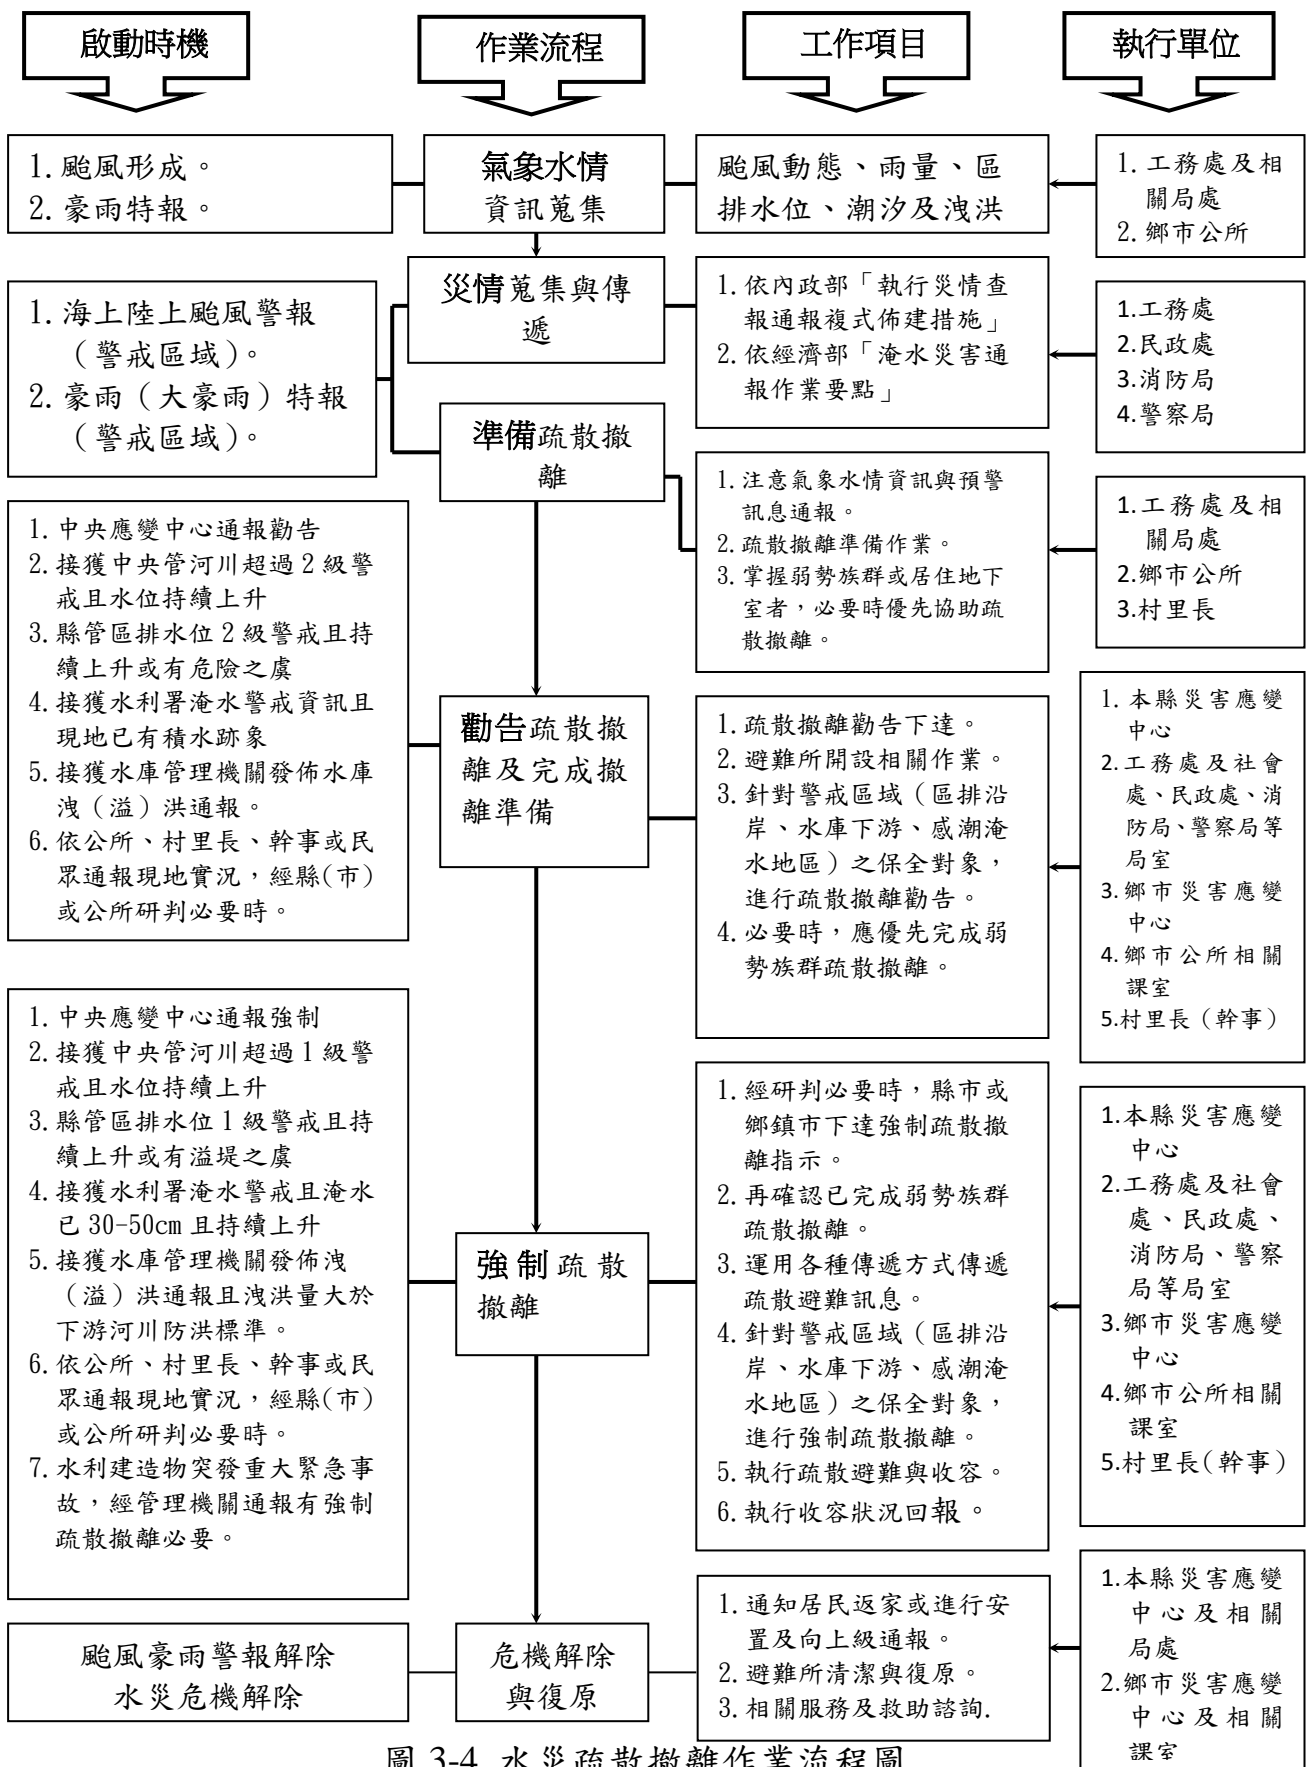 啟動時機
作業流程
工作項目
執行單位
1.颱風形成。
2.豪雨特報。
氣象水情
資訊蒐集
颱風動態、雨量、區
排水位、潮汐及洩洪
1.工務處及相
關局處
2.鄉市公所
1.海上陸上颱風警報
（警戒區域）。
2.豪雨（大豪雨）特報
（警戒區域）。
災情蒐集與傳
遞
1.依內政部「執行災情查
報通報複式佈建措施」
2.依經濟部「淹水災害通
報作業要點」
1.工務處
2.民政處
3.消防局
4.警察局
準備疏散撤
離
1.注意氣象水情資訊與預警
訊息通報。
2.疏散撤離準備作業。
3.掌握弱勢族群或居住地下
室者，必要時優先協助疏
散撤離。
1.工務處及相
關局處
2.鄉市公所
3.村里長
1.中央應變中心通報勸告
2.接獲中央管河川超過2級警
戒且水位持續上升
3.縣管區排水位2級警戒且持
續上升或有危險之虞
4.接獲水利署淹水警戒資訊且
現地已有積水跡象
5.接獲水庫管理機關發佈水庫
洩（溢）洪通報。
6.依公所、村里長、幹事或民
眾通報現地實況，經縣(市)
或公所研判必要時。
勸告疏散撤
離及完成撤
離準備
1.疏散撤離勸告下達。
2.避難所開設相關作業。
3.針對警戒區域（區排沿
岸、水庫下游、感潮淹
水地區）之保全對象，
進行疏散撤離勸告。
4.必要時，應優先完成弱
勢族群疏散撤離。
1.本縣災害應變
中心
2.工務處及社會
處、民政處、消
防局、警察局等
局室
3.鄉市災害應變
中心
4.鄉市公所相關
課室
5.村里長（幹事）
1.中央應變中心通報強制
2.接獲中央管河川超過1級警
戒且水位持續上升
3.縣管區排水位1級警戒且持
續上升或有溢堤之虞
4.接獲水利署淹水警戒且淹水
已30-50cm且持續上升
5.接獲水庫管理機關發佈洩
（溢）洪通報且洩洪量大於
下游河川防洪標準。
6.依公所、村里長、幹事或民
眾通報現地實況，經縣(市)
或公所研判必要時。
7.水利建造物突發重大緊急事
故，經管理機關通報有強制
疏散撤離必要。
強制疏散
撤離
1.經研判必要時，縣市或
鄉鎮市下達強制疏散撤
離指示。
2.再確認已完成弱勢族群
疏散撤離。
3.運用各種傳遞方式傳遞
疏散避難訊息。
4.針對警戒區域（區排沿
岸、水庫下游、感潮淹
水地區）之保全對象，
進行強制疏散撤離。
5.執行疏散避難與收容。
6.執行收容狀況回報。
1.本縣災害應變
中心
2.工務處及社會
處、民政處、
消防局、警察
局等局室
3.鄉市災害應變
中心
4.鄉市公所相關
課室
5.村里長(幹事)
颱風豪雨警報解除
水災危機解除
危機解除
與復原
1.通知居民返家或進行安
置及向上級通報。
2.避難所清潔與復原。
3.相關服務及救助諮詢.
1.本縣災害應變
中心及相關
局處
2.鄉市災害應變
中心及相關
課室
圖 3-4 水災疏散撤離作業流程圖